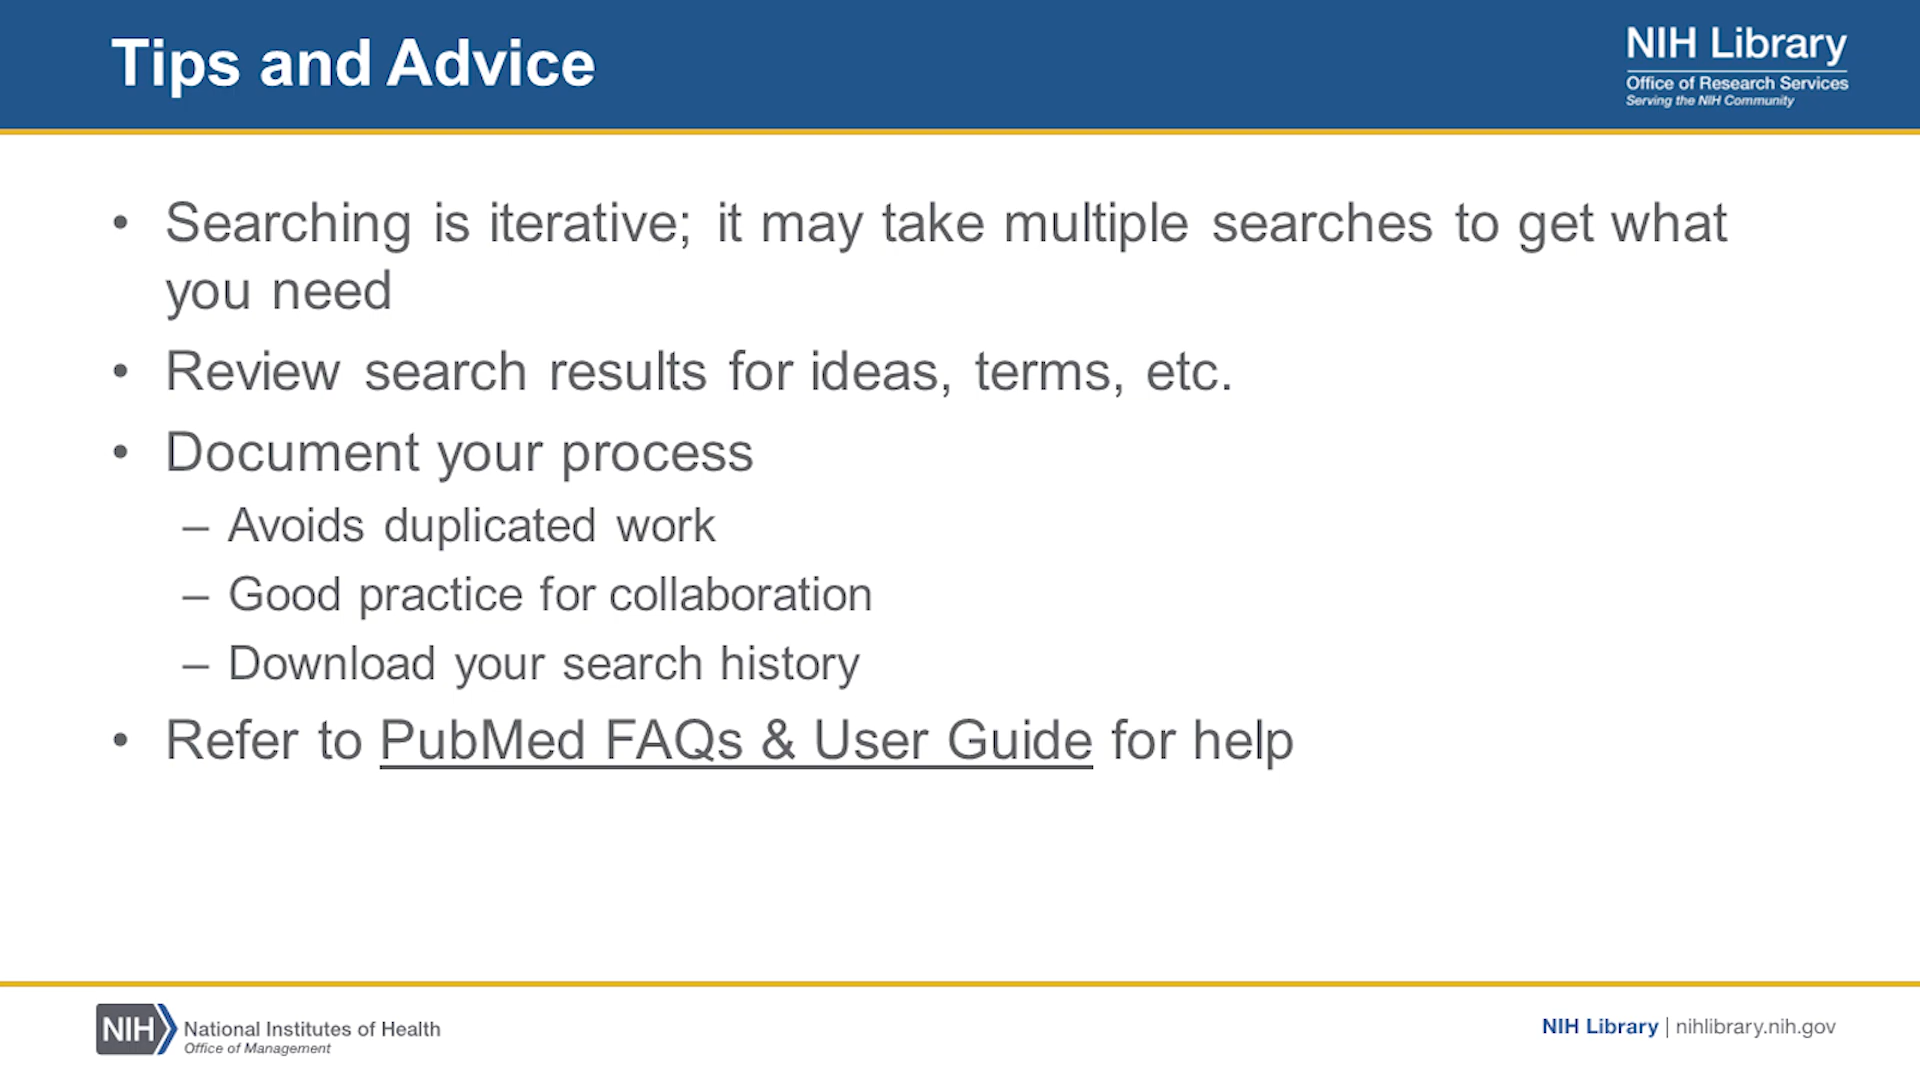 Tips and Advice
NIH Library
Office of Research Services
Serving the NIH Community
• Searching is iterative; it may take multiple searches to get what
you need
• Review search results for ideas, terms, etc.
• Document your process
– Avoids duplicated work
– Good practice for collaboration
– Download your search history
• Refer to PubMed FAQs & User Guide for help
NIH National Institutes of Health
Office of Management
NIH Library | nihlibrary.nih.gov